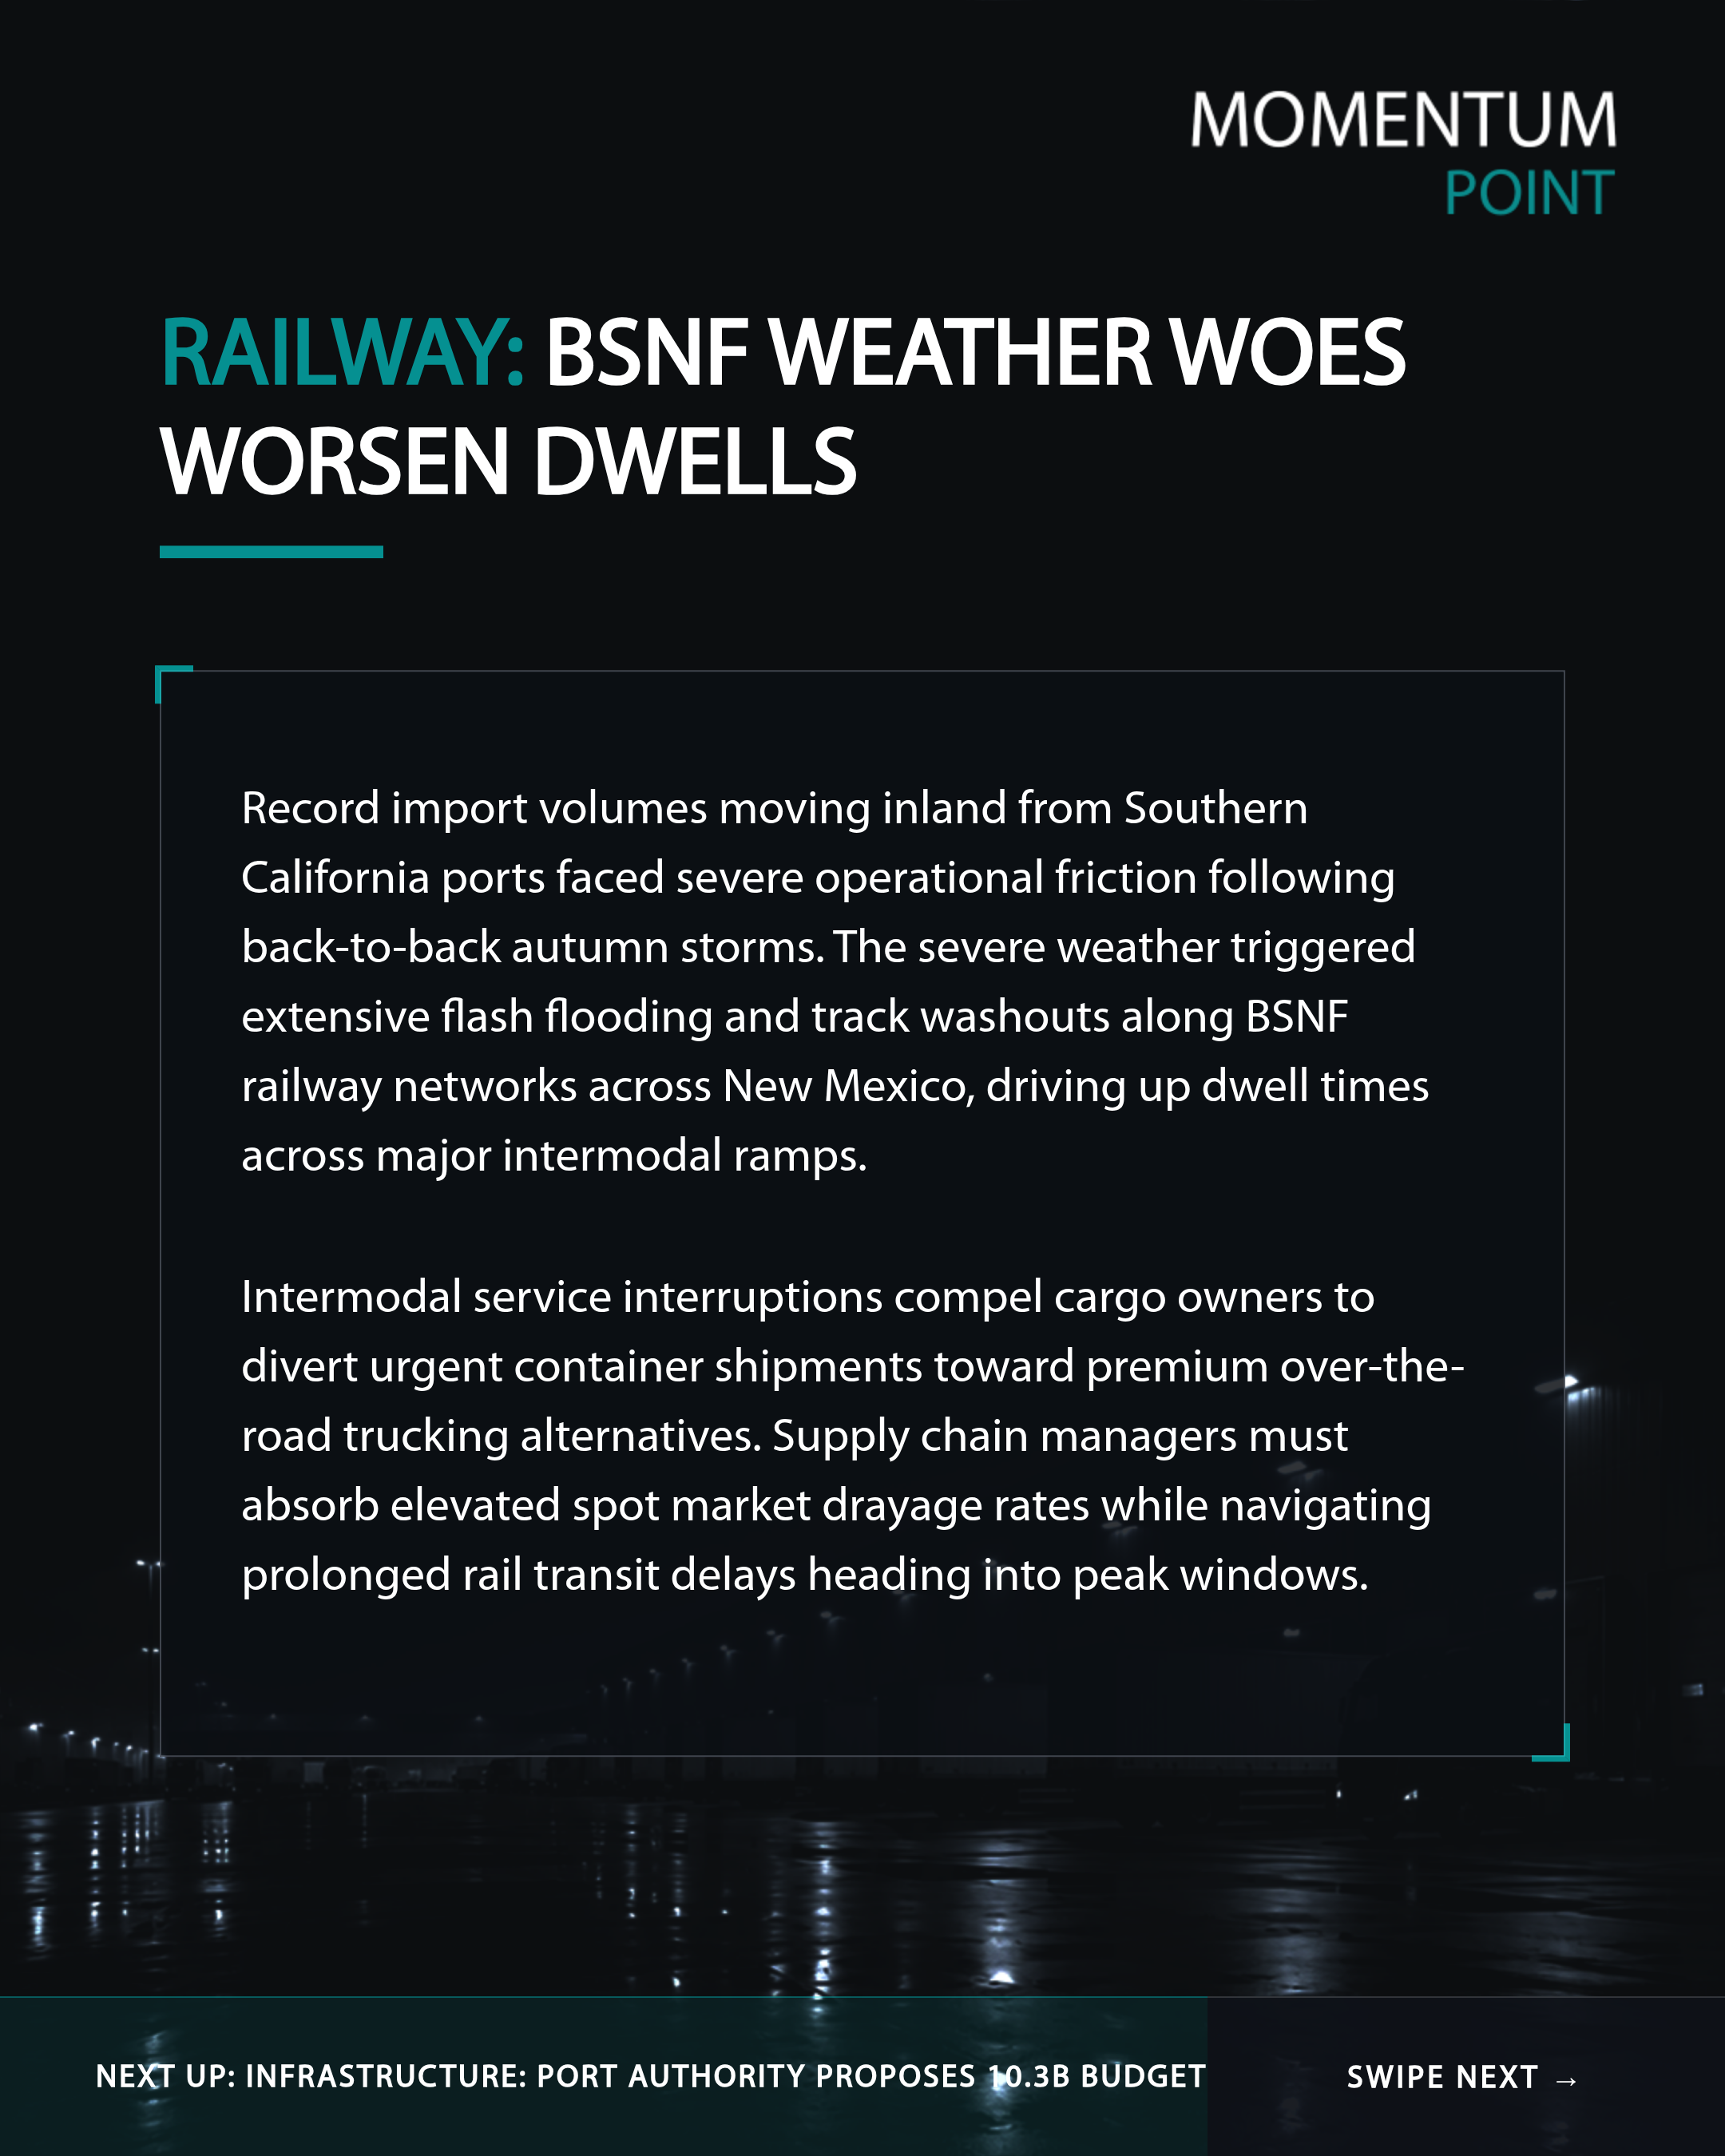 MOMENTUM
POINT
RAILWAY: BSNF WEATHER WOES
WORSEN DWELLS
Record import volumes moving inland from Southern
California ports faced severe operational friction following
back-to-back autumn storms. The severe weather triggered
extensive flash flooding and track washouts along BSNF
railway networks across New Mexico, driving up dwell times
across major intermodal ramps.
Intermodal service interruptions compel cargo owners to
divert urgent container shipments toward premium over-the-
road trucking alternatives. Supply chain managers must
absorb elevated spot market drayage rates while navigating
prolonged rail transit delays heading into peak windows.
NEXT UP: INFRASTRUCTURE: PORT AUTHORITY PROPOSES 10.3B BUDGET
SWIPE NEXT →